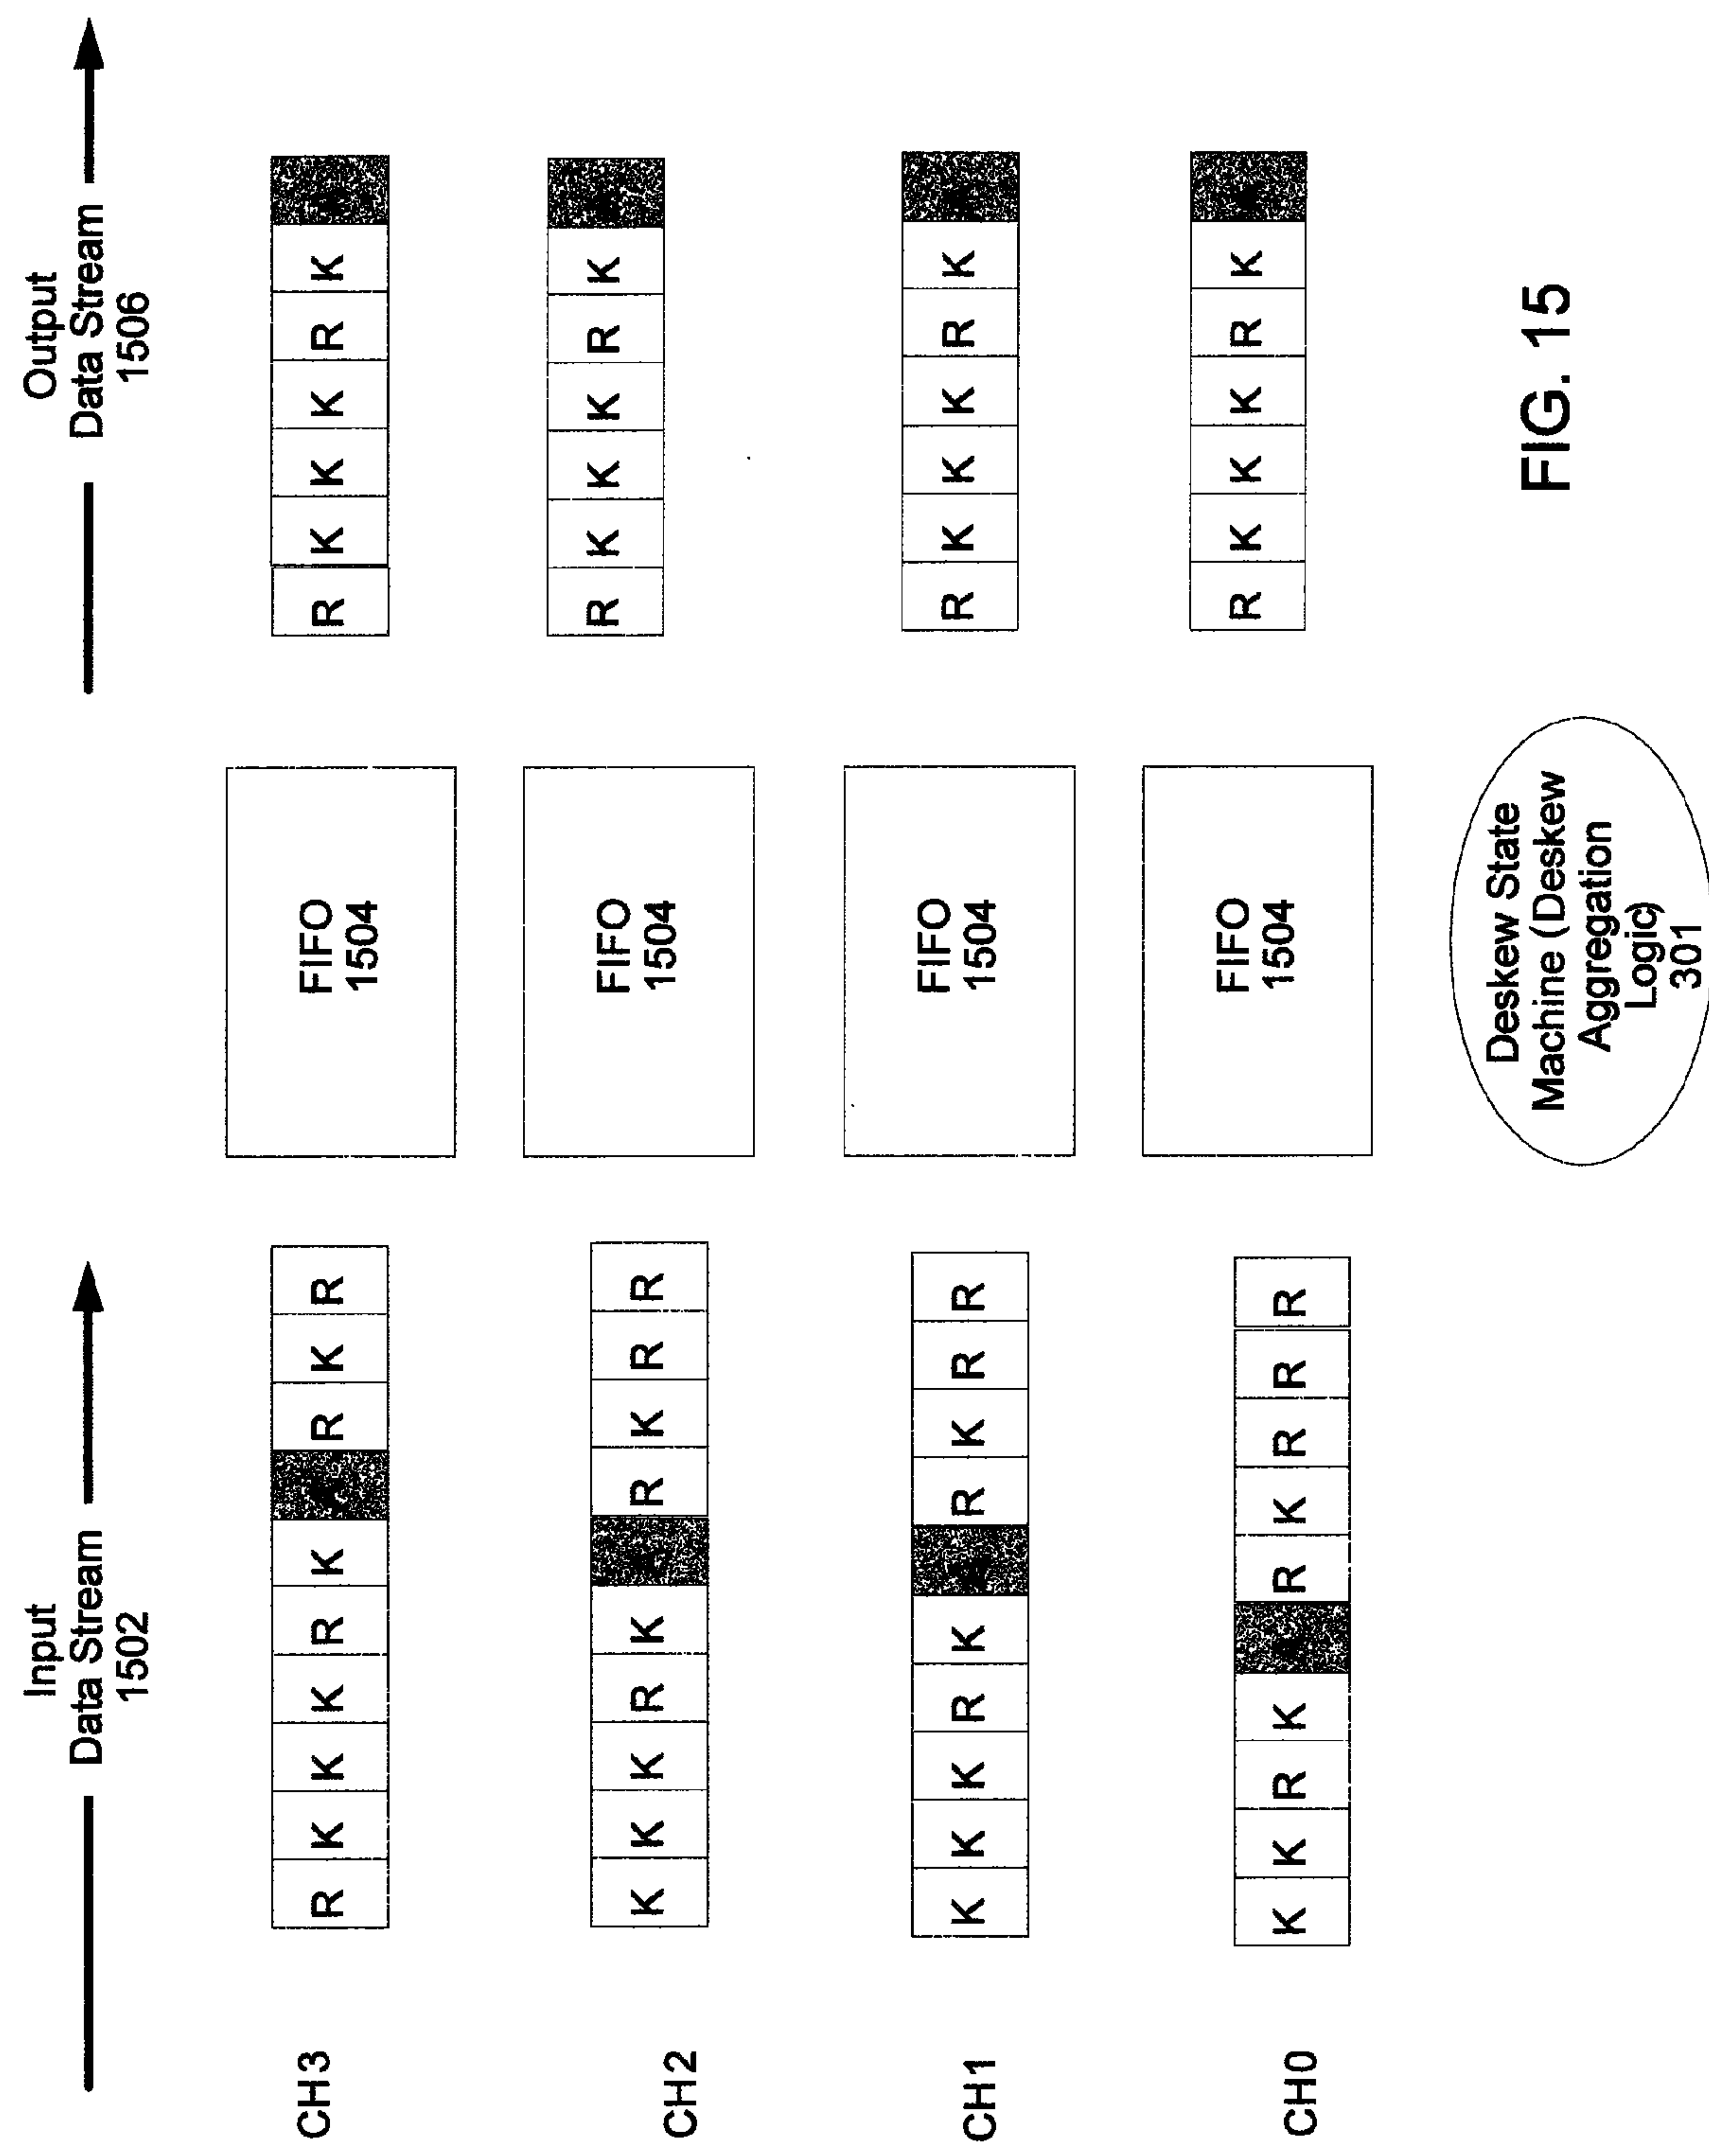 Input
Data Stream
1502
Output
Data Stream
1506
CH3
R K K K R K R K R
FIFO
1504
R K K K R K
CH2
K K K R K R K R R
FIFO
1504
R K K K R K
CH1
K K K R K R K R R
FIFO
1504
R K K K R K
CH0
K K R K R K R R R
FIFO
1504
R K K K R K
Deskew State
Machine (Deskew
Aggregation
Logic)
301
FIG. 15